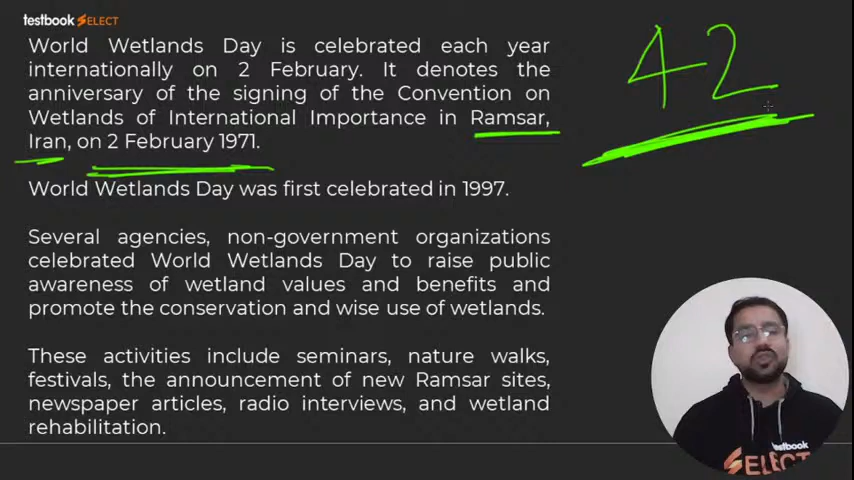 testbook SELECT
World Wetlands Day is celebrated each year
internationally on 2 February. It denotes the
anniversary of the signing of the Convention on
Wetlands of International Importance in Ramsar,
Iran, on 2 February 1971.
World Wetlands Day was first celebrated in 1997.
Several agencies, non-government organizations
celebrated World Wetlands Day to raise public
awareness of wetland values and benefits and
promote the conservation and wise use of wetlands.
These activities include seminars, nature walks,
festivals, the announcement of new Ramsar sites,
newspaper articles, radio interviews, and wetland
rehabilitation.
42
testbook
SELECT